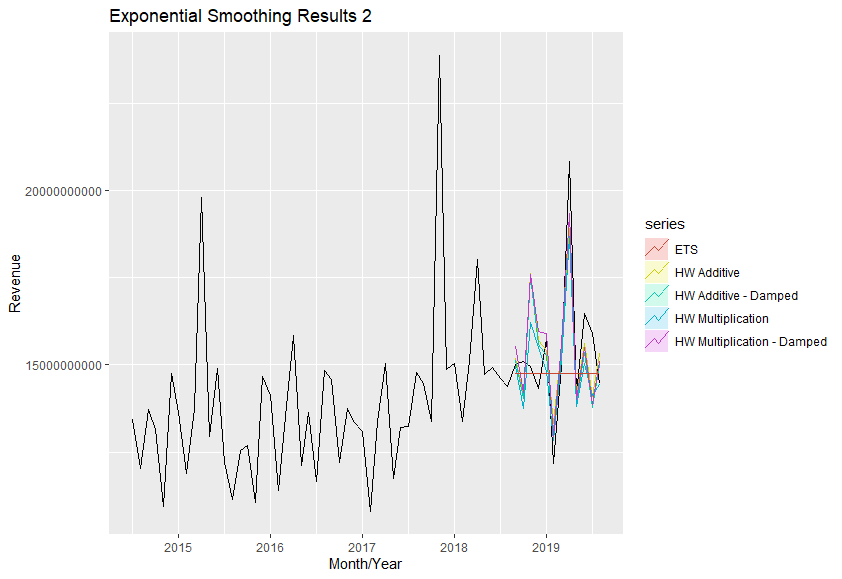 Exponential Smoothing Results 2
Revenue
20000000000
15000000000
2015
2016
2017
2018
2019
Month/Year
series
ETS
HW Additive
HW Additive - Damped
HW Multiplication
HW Multiplication - Damped